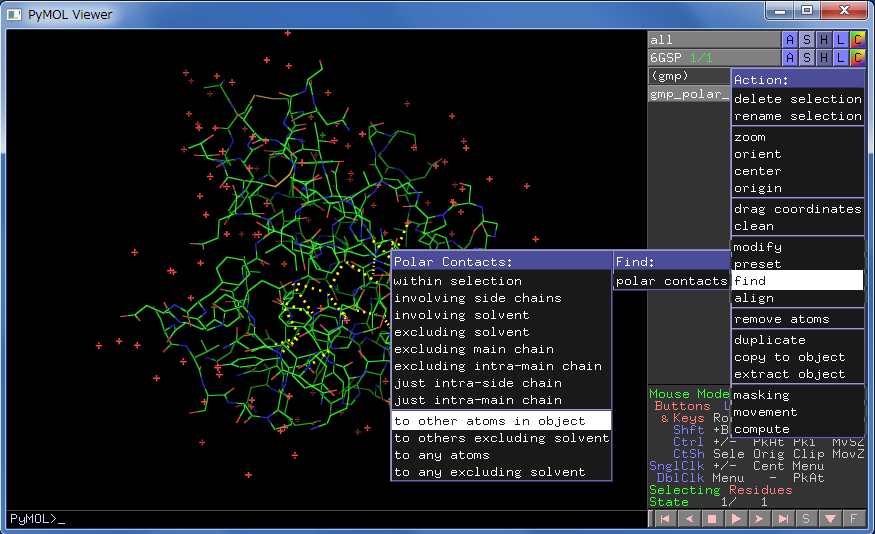 PyMOL Viewer
all A S H L C
6GSP 1/1 A S H L C
(gmp)
gmp_polar_
Action:
delete selection
rename selection
zoom
orient
center
origin
drag coordinates
clean
modify
preset
find
align
remove atoms
duplicate
copy to object
extract object
masking
movement
compute
Find:
polar contacts
Polar Contacts:
within selection
involving side chains
involving solvent
excluding solvent
excluding main chain
excluding intra-main chain
just intra-side chain
just intra-main chain
to other atoms in object
to others excluding solvent
to any atoms
to any excluding solvent
Mouse Mode
Buttons L
& Keys Ro
Shft +B
Ctrl +/- PkAt Pk1 MvSZ
CtSh Sele Orig Clip MovZ
SnglClk +/- Cent Menu
DblClk Menu - PkAt
Selecting Residues
State 1/ 1
PyMOL>_
S F